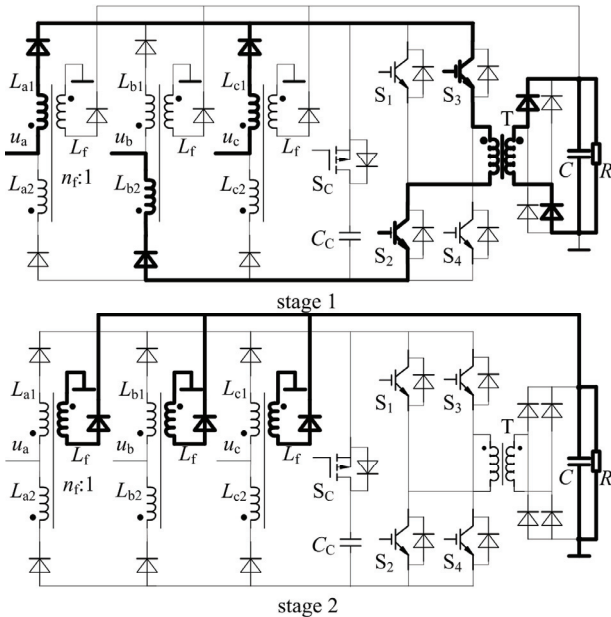 L_a1 L_b1 L_c1 S_1 S_3
T
u_a L_f u_b L_f u_c L_f
S_C C R
L_a2 n_f:1 L_b2 L_c2
C_C S_2 S_4
stage 1
L_a1 L_b1 L_c1 S_1 S_3
T
u_a L_f u_b L_f u_c L_f
S_C C R
L_a2 n_f:1 L_b2 L_c2
C_C S_2 S_4
stage 2